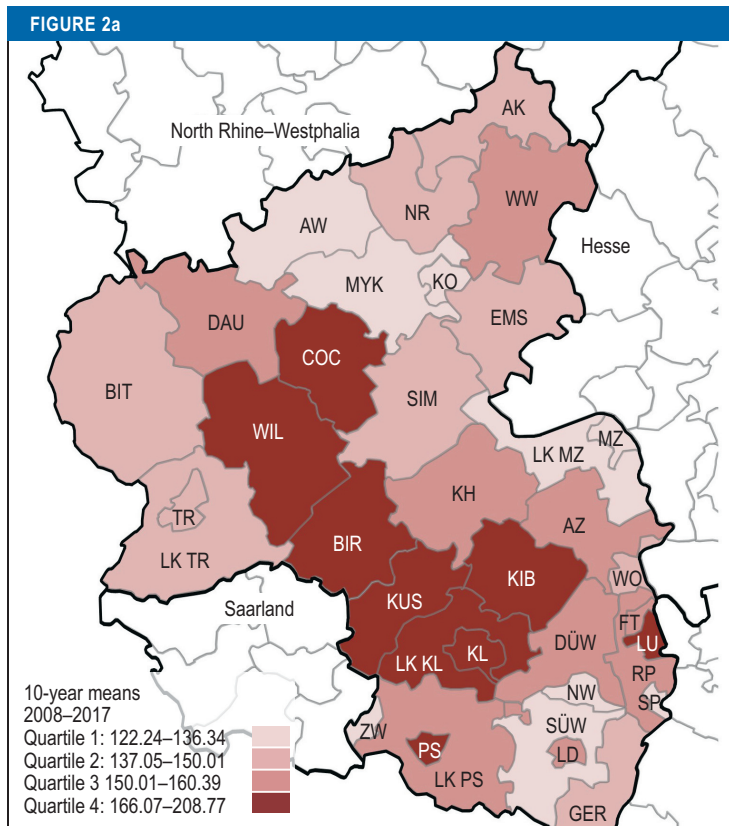 FIGURE 2a
AK
North Rhine–Westphalia
WW
NR
AW
Hesse
KO
MYK
EMS
DAU
COC
BIT
SIM
WIL
MZ
LK MZ
KH
TR
AZ
BIR
LK TR
KIB
WO
KUS
Saarland
FT
LU
KL
DÜW
LK KL
RP
NW
SP
SÜW
ZW
PS
LD
LK PS
GER
10-year means
2008–2017
Quartile 1: 122.24–136.34
Quartile 2: 137.05–150.01
Quartile 3 150.01–160.39
Quartile 4: 166.07–208.77